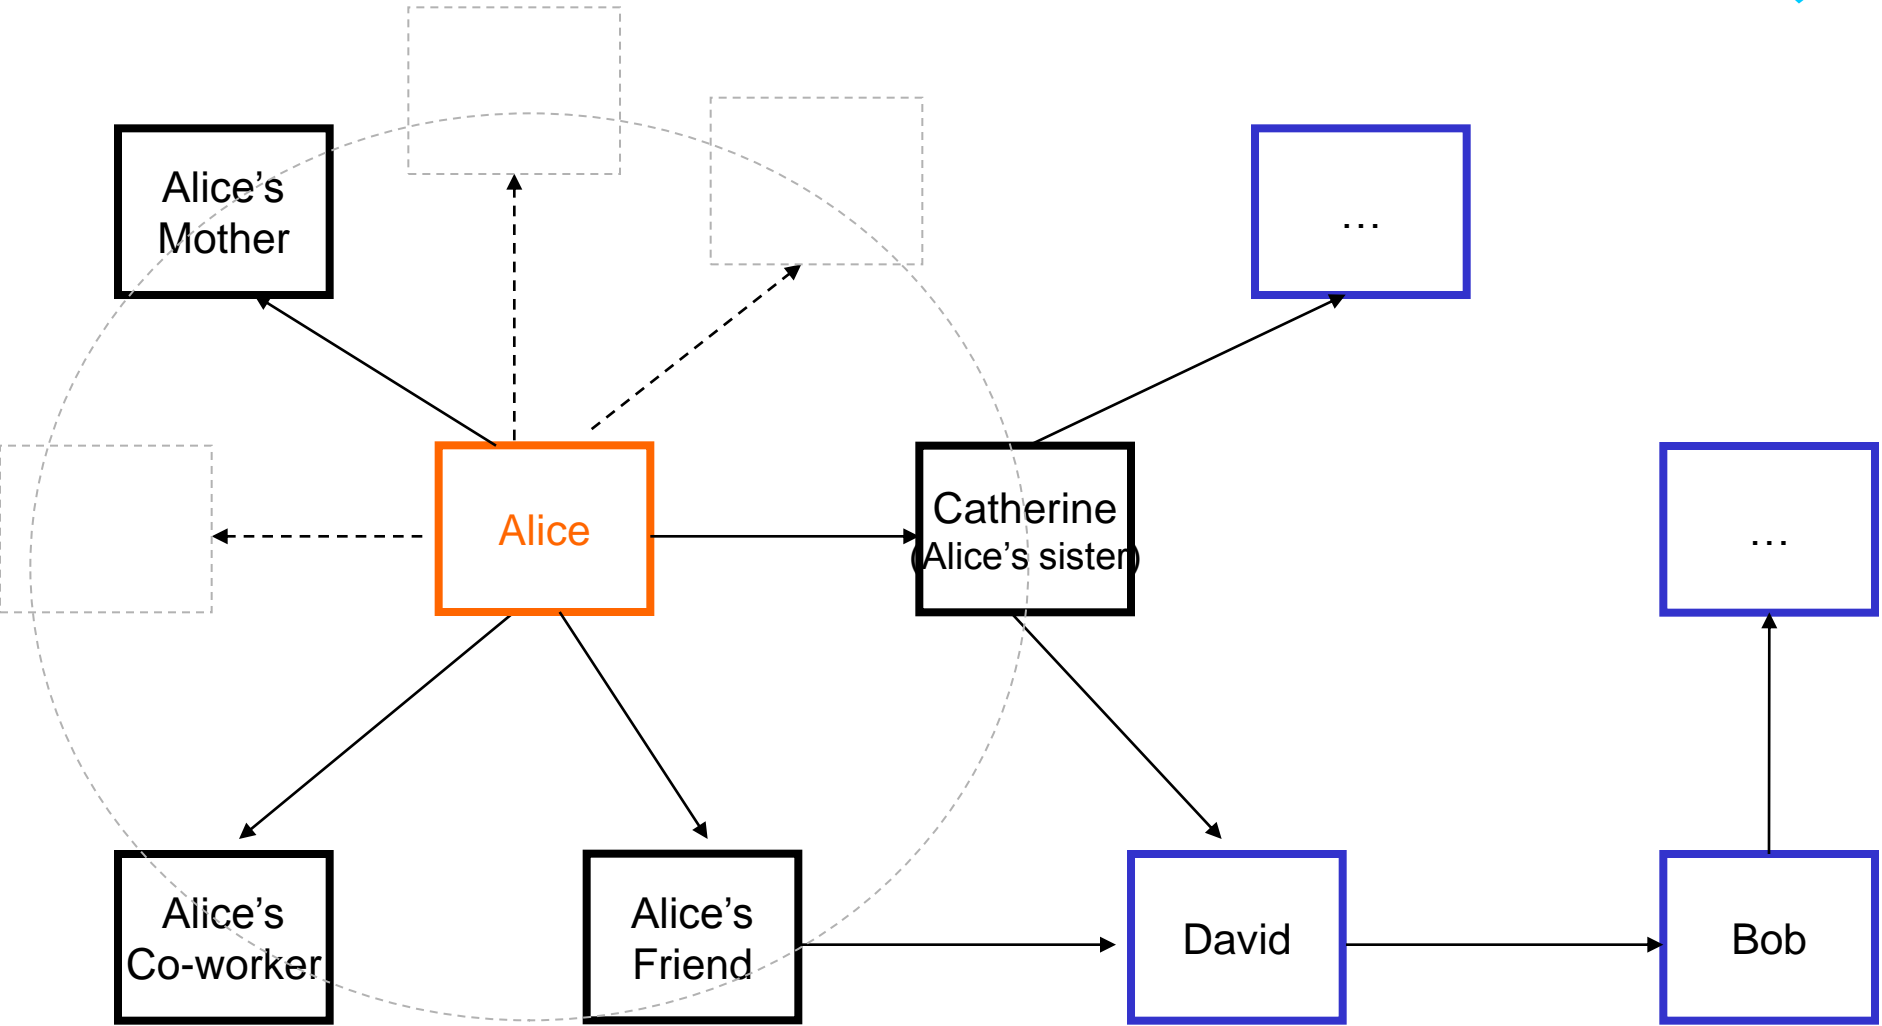 Alice’s
Mother
…
Alice
Catherine
(Alice’s sister)
…
Alice’s
Co-worker
Alice’s
Friend
David
Bob